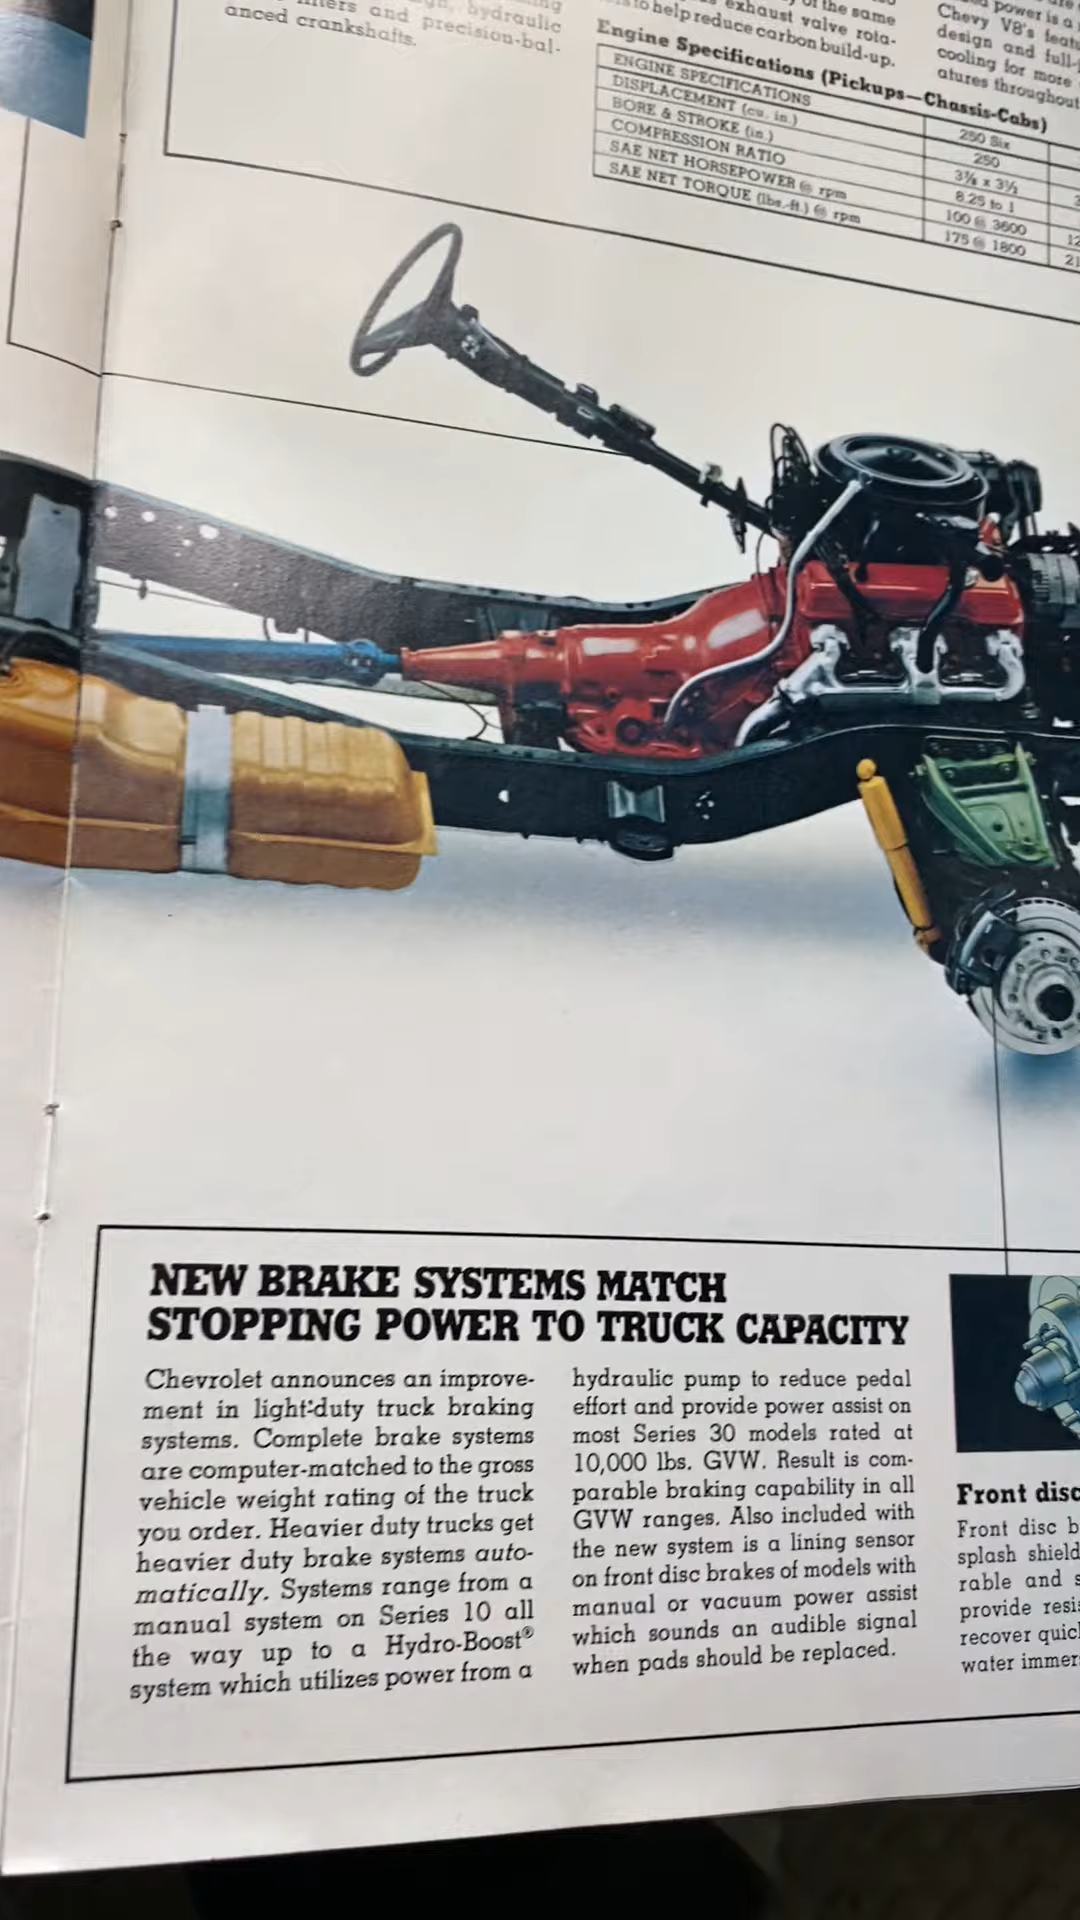 hydraulic
and precision-bal-
anced crankshafts.
of the same
exhaust valve rota-
to help reduce carbon build-up.
power is a
Chevy V8's
design and
cooling for more
atures throughout
Engine Specifications (Pickups—Chassis-Cabs)
ENGINE SPECIFICATIONS 250 Six
DISPLACEMENT (cu. in.) 250
BORE & STROKE (in.) 3⅞ x 3½
COMPRESSION RATIO 8.25 to 1
SAE NET HORSEPOWER @ rpm 100 @ 3600
SAE NET TORQUE (lbs.-ft.) @ rpm 175 @ 1800
NEW BRAKE SYSTEMS MATCH
STOPPING POWER TO TRUCK CAPACITY
Chevrolet announces an improve-
ment in light-duty truck braking
systems. Complete brake systems
are computer-matched to the gross
vehicle weight rating of the truck
you order. Heavier duty trucks get
heavier duty brake systems auto-
matically. Systems range from a
manual system on Series 10 all
the way up to a Hydro-Boost®
system which utilizes power from a
hydraulic pump to reduce pedal
effort and provide power assist on
most Series 30 models rated at
10,000 lbs. GVW. Result is com-
parable braking capability in all
GVW ranges. Also included with
the new system is a lining sensor
on front disc brakes of models with
manual or vacuum power assist
which sounds an audible signal
when pads should be replaced.
Front disc
Front disc
splash shield
rable and
provide
recover
water